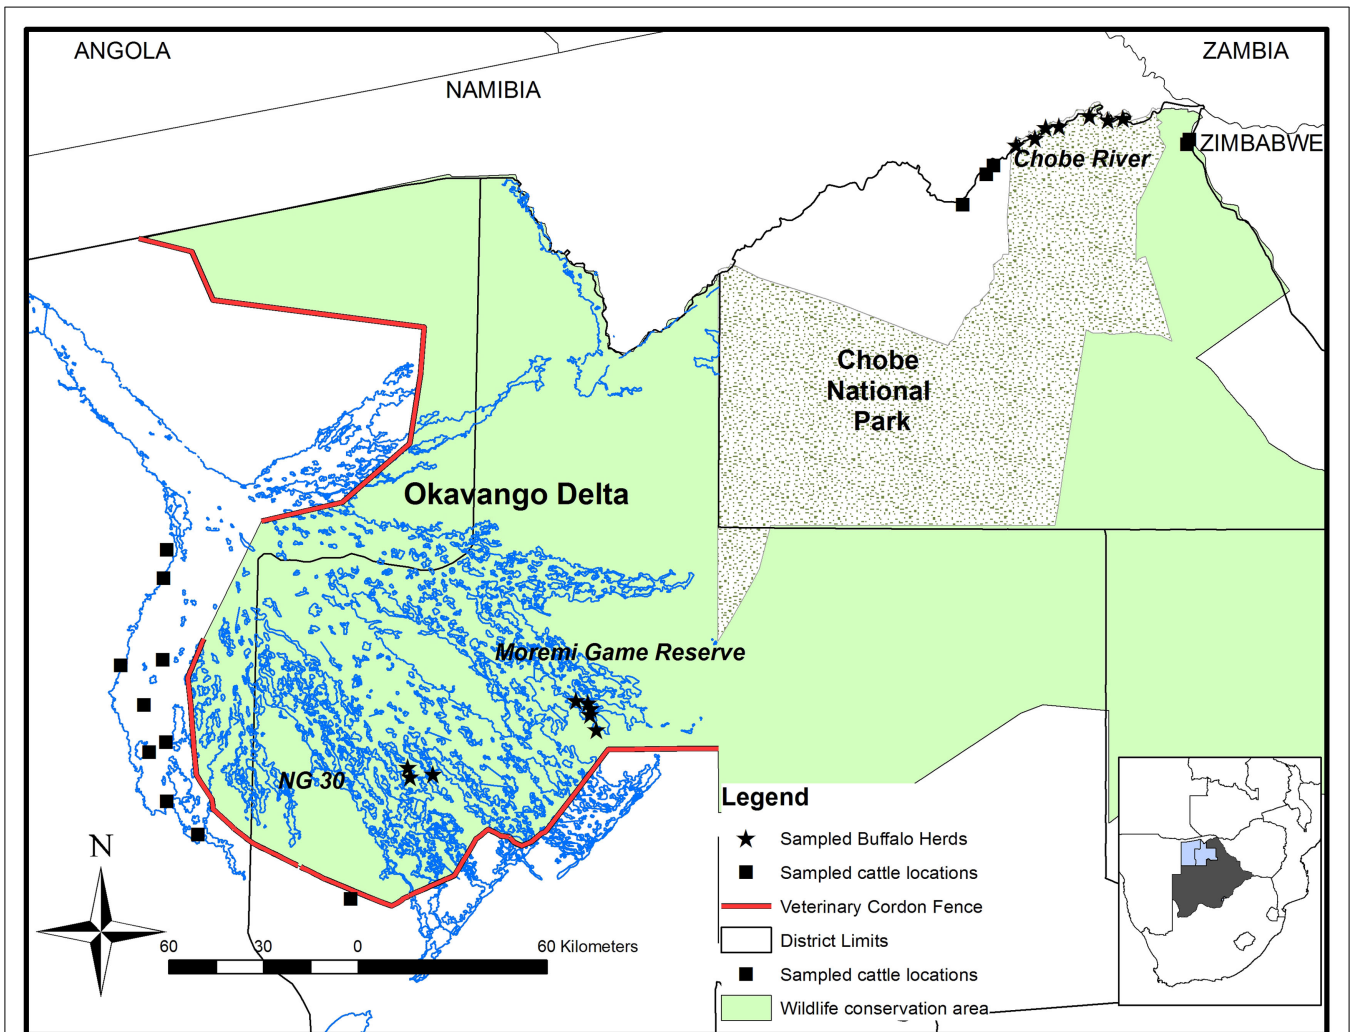 ANGOLA
ZAMBIA
NAMIBIA
ZIMBABWE
Chobe River
Chobe
National
Park
Okavango Delta
Moremi Game Reserve
NG 30
Legend
Sampled Buffalo Herds
Sampled cattle locations
Veterinary Cordon Fence
District Limits
Sampled cattle locations
Wildlife conservation area
N
60 30 0 60 Kilometers